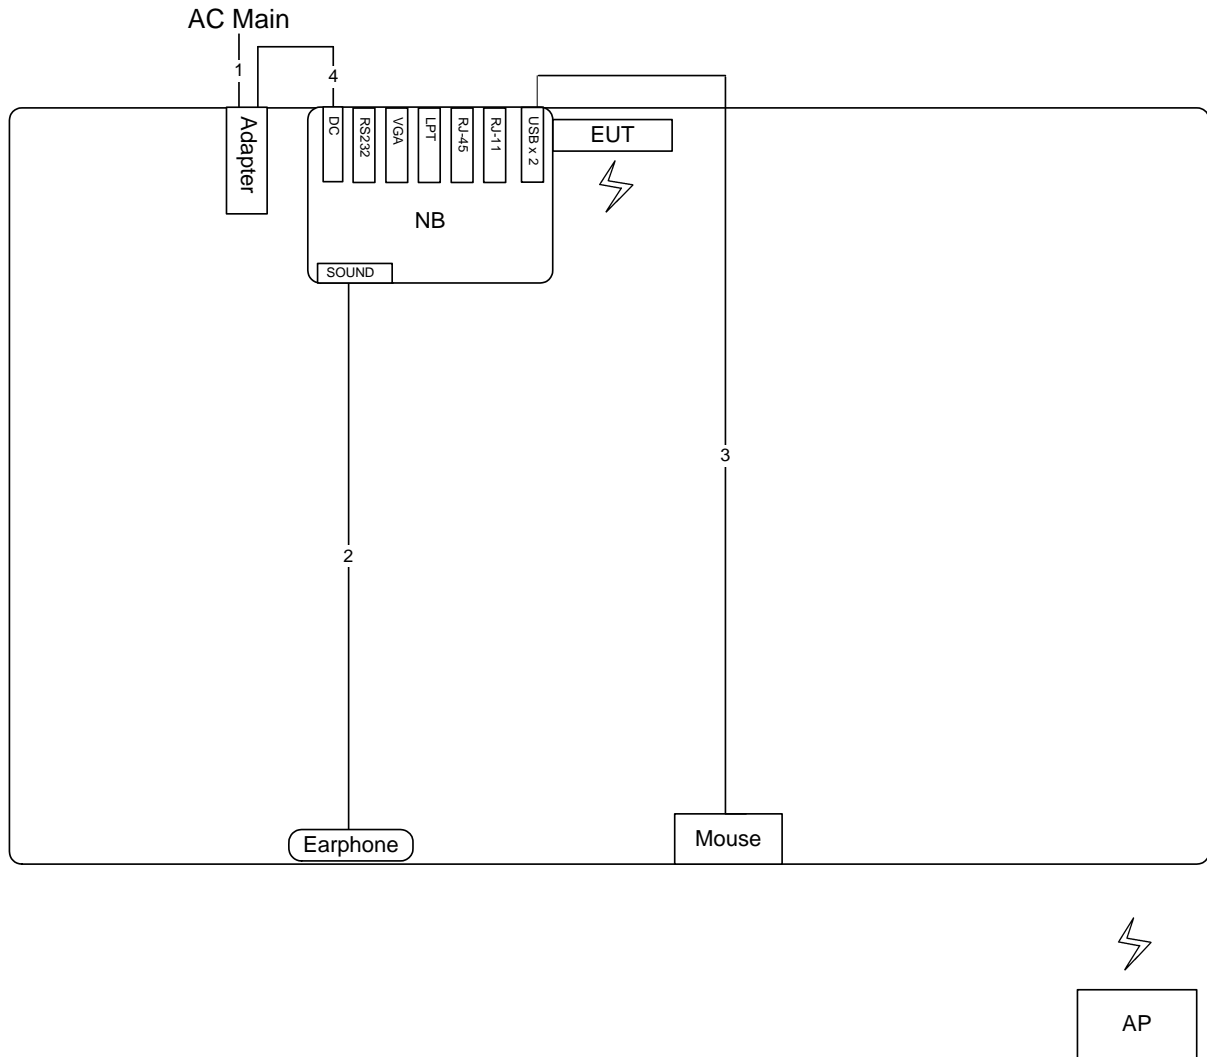 AC Main
1
4
Adapter
DC
RS232
VGA
LPT
RJ-45
RJ-11
USB x 2
EUT
NB
SOUND
3
2
Earphone
Mouse
AP